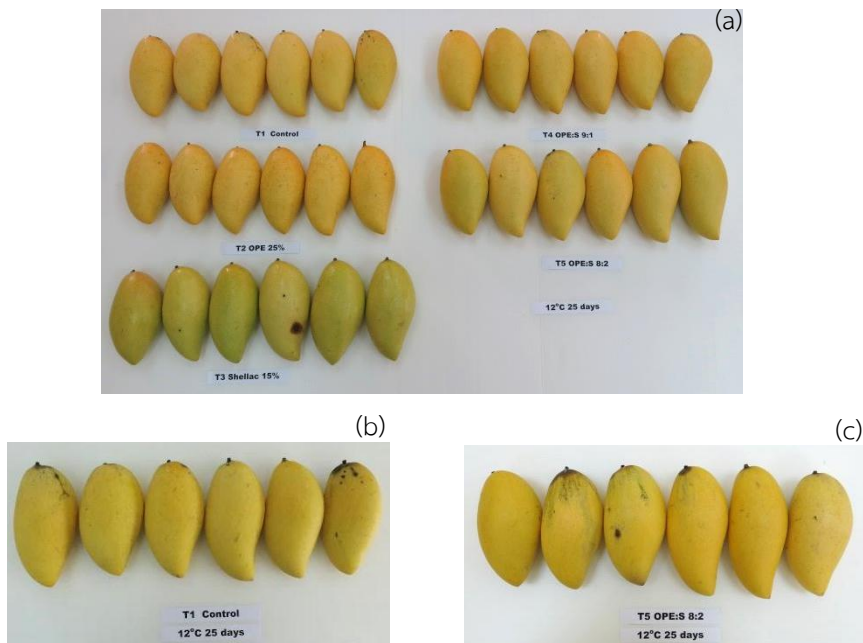 (a)
T1 Control
T4 OPE:S 9:1
T2 OPE 25%
T5 OPE:S 8:2
12°C 25 days
T3 Shellac 15%
(b)
T1 Control
12°C 25 days
(c)
T5 OPE:S 8:2
12°C 25 days